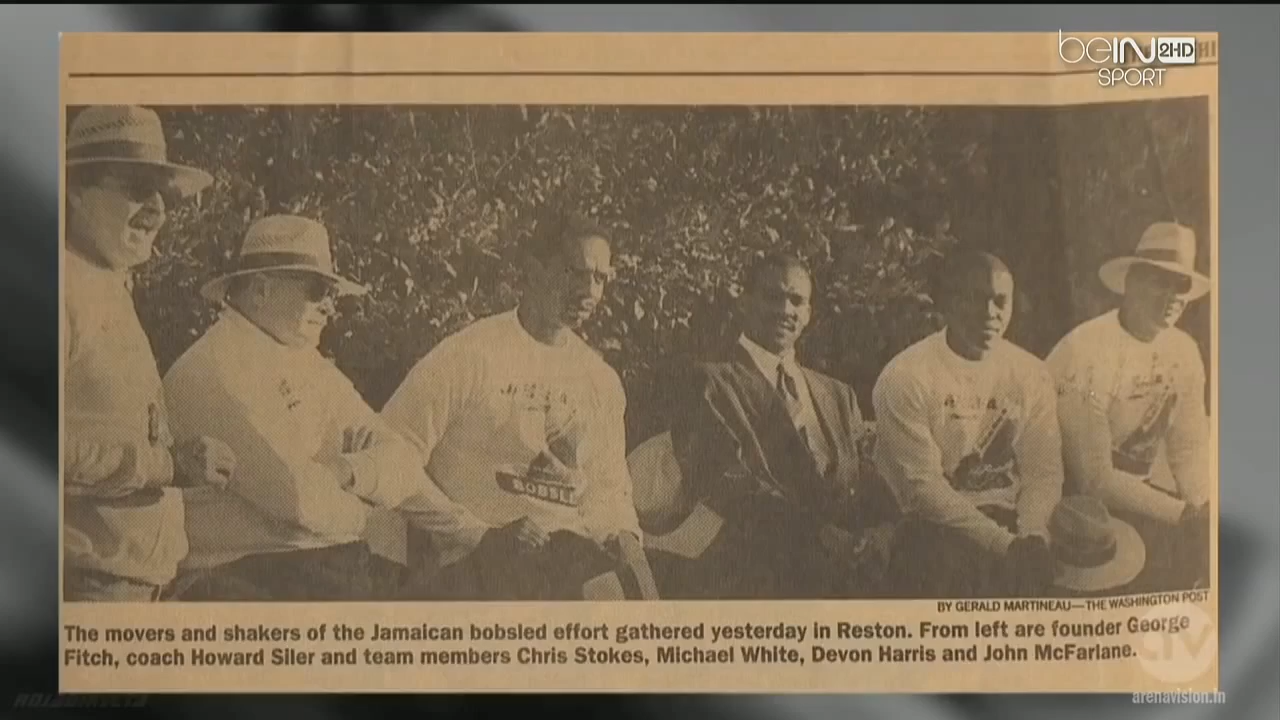 beIN 2HD
SPORT
BOBSLE
BY GERALD MARTINEAU—THE WASHINGTON POST
The movers and shakers of the Jamaican bobsled effort gathered yesterday in Reston. From left are founder George
Fitch, coach Howard Siler and team members Chris Stokes, Michael White, Devon Harris and John McFarlane.
arenavision.in